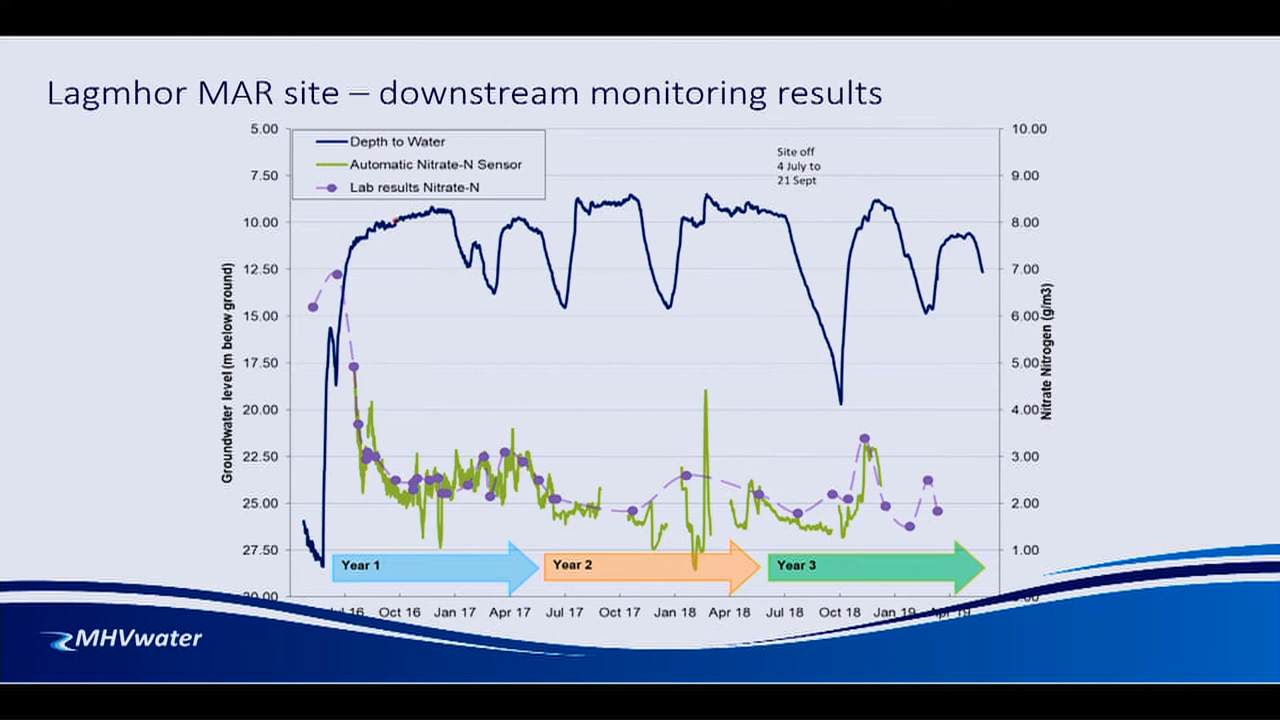 Lagmhor MAR site – downstream monitoring results
5.00
7.50
10.00
12.50
15.00
17.50
20.00
22.50
25.00
27.50
Groundwater level (m below ground)
Depth to Water
Automatic Nitrate-N Sensor
Lab results Nitrate-N
Site off
4 July to
21 Sept
10.00
9.00
8.00
7.00
6.00
5.00
4.00
3.00
2.00
1.00
Nitrate Nitrogen (g/m3)
Year 1
Year 2
Year 3
16 Oct 16 Jan 17 Apr 17 Jul 17 Oct 17 Jan 18 Apr 18 Jul 18 Oct 18 Jan 19 Apr 19
MHVwater